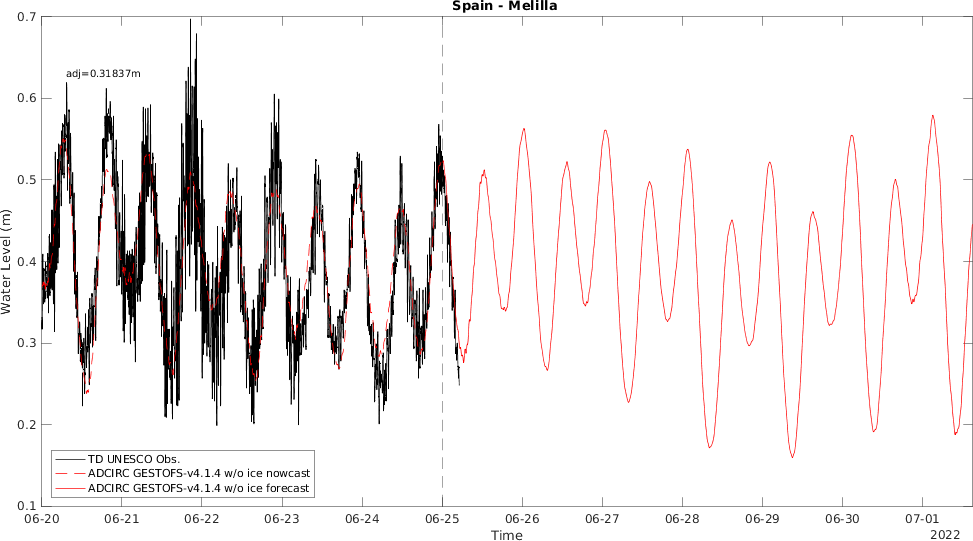 Spain - Melilla
0.7
0.6
0.5
0.4
0.3
0.2
0.1
Water Level (m)
adj=0.31837m
TD UNESCO Obs.
ADCIRC GESTOFS-v4.1.4 w/o ice nowcast
ADCIRC GESTOFS-v4.1.4 w/o ice forecast
06-20 06-21 06-22 06-23 06-24 06-25 06-26 06-27 06-28 06-29 06-30 07-01
Time
2022